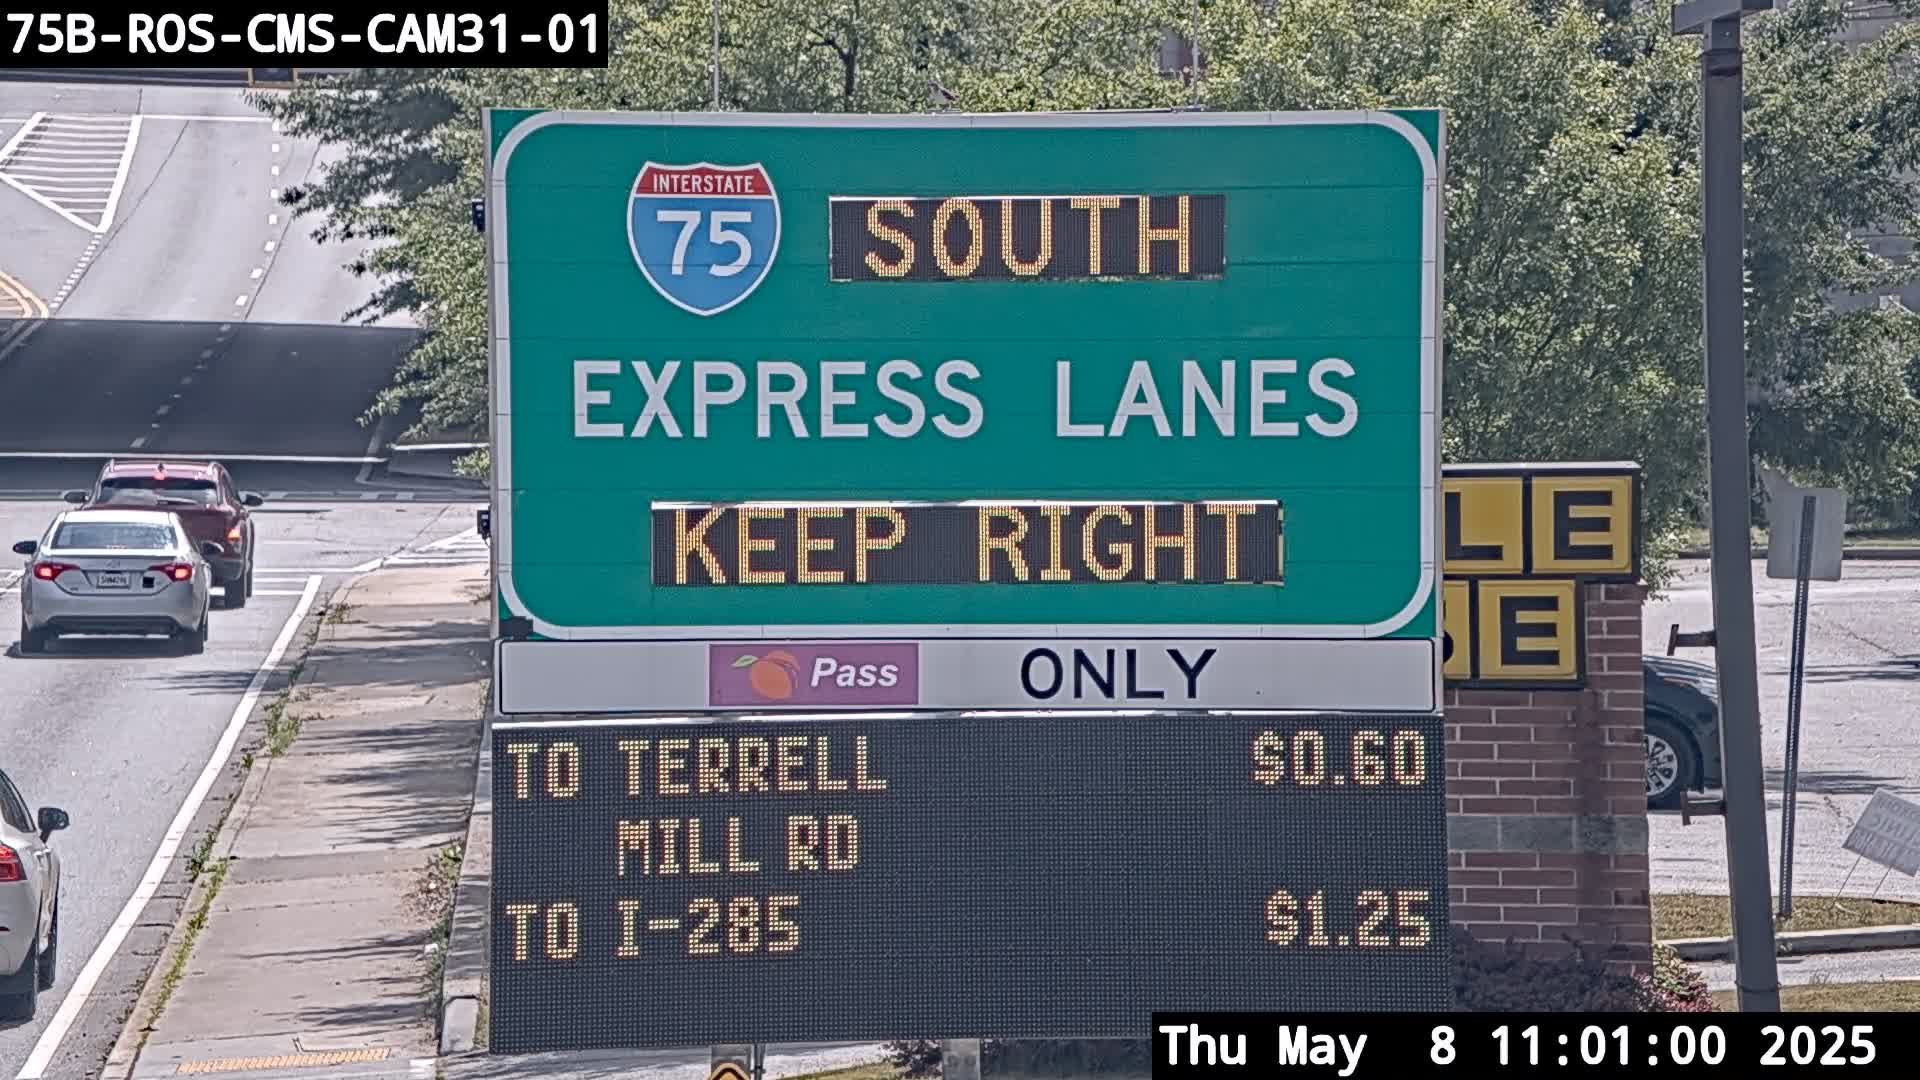 75B-ROS-CMS-CAM31-01
INTERSTATE
75
SOUTH
EXPRESS LANES
KEEP RIGHT
Pass ONLY
TO TERRELL $0.60
MILL RD
TO I-285 $1.25
LE
E
Thu May 8 11:01:00 2025